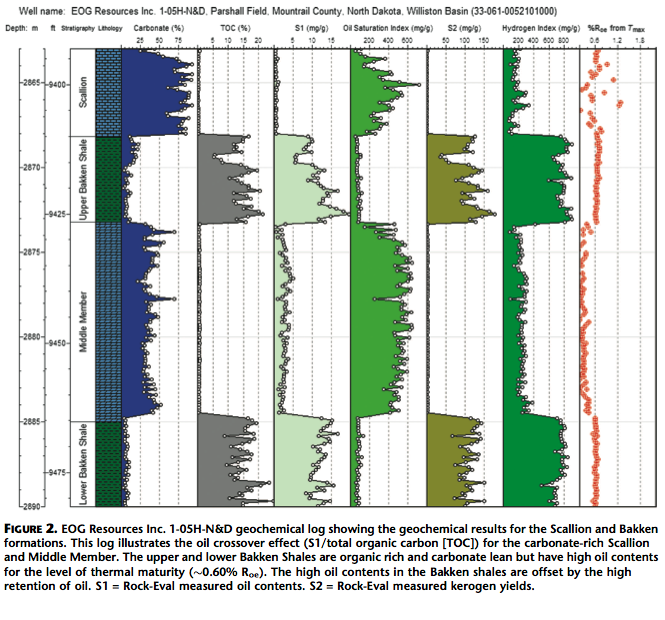 Well name: EOG Resources Inc. 1-05H-N&D, Parshall Field, Mountrail County, North Dakota, Williston Basin (33-061-0052101000)
Depth: m ft Stratigraphy Lithology Carbonate (%) TOC (%) S1 (mg/g) Oil Saturation Index (mg/g) S2 (mg/g) Hydrogen Index (mg/g) %Roe from Tmax
25 50 75 5 10 15 20 5 10 15 200 400 600 50 100 150 200 400 600 800 0.6 1.2 1.8
-2865
9400
Scallion
-2870
Upper Bakken Shale
9425
-2875
Middle Member
-2880
9450
-2885
Lower Bakken Shale
9475
-2890
FIGURE 2. EOG Resources Inc. 1-05H-N&D geochemical log showing the geochemical results for the Scallion and Bakken
formations. This log illustrates the oil crossover effect (S1/total organic carbon [TOC]) for the carbonate-rich Scallion
and Middle Member. The upper and lower Bakken Shales are organic rich and carbonate lean but have high oil contents
for the level of thermal maturity (~0.60% Roe). The high oil contents in the Bakken shales are offset by the high
retention of oil. S1 = Rock-Eval measured oil contents. S2 = Rock-Eval measured kerogen yields.